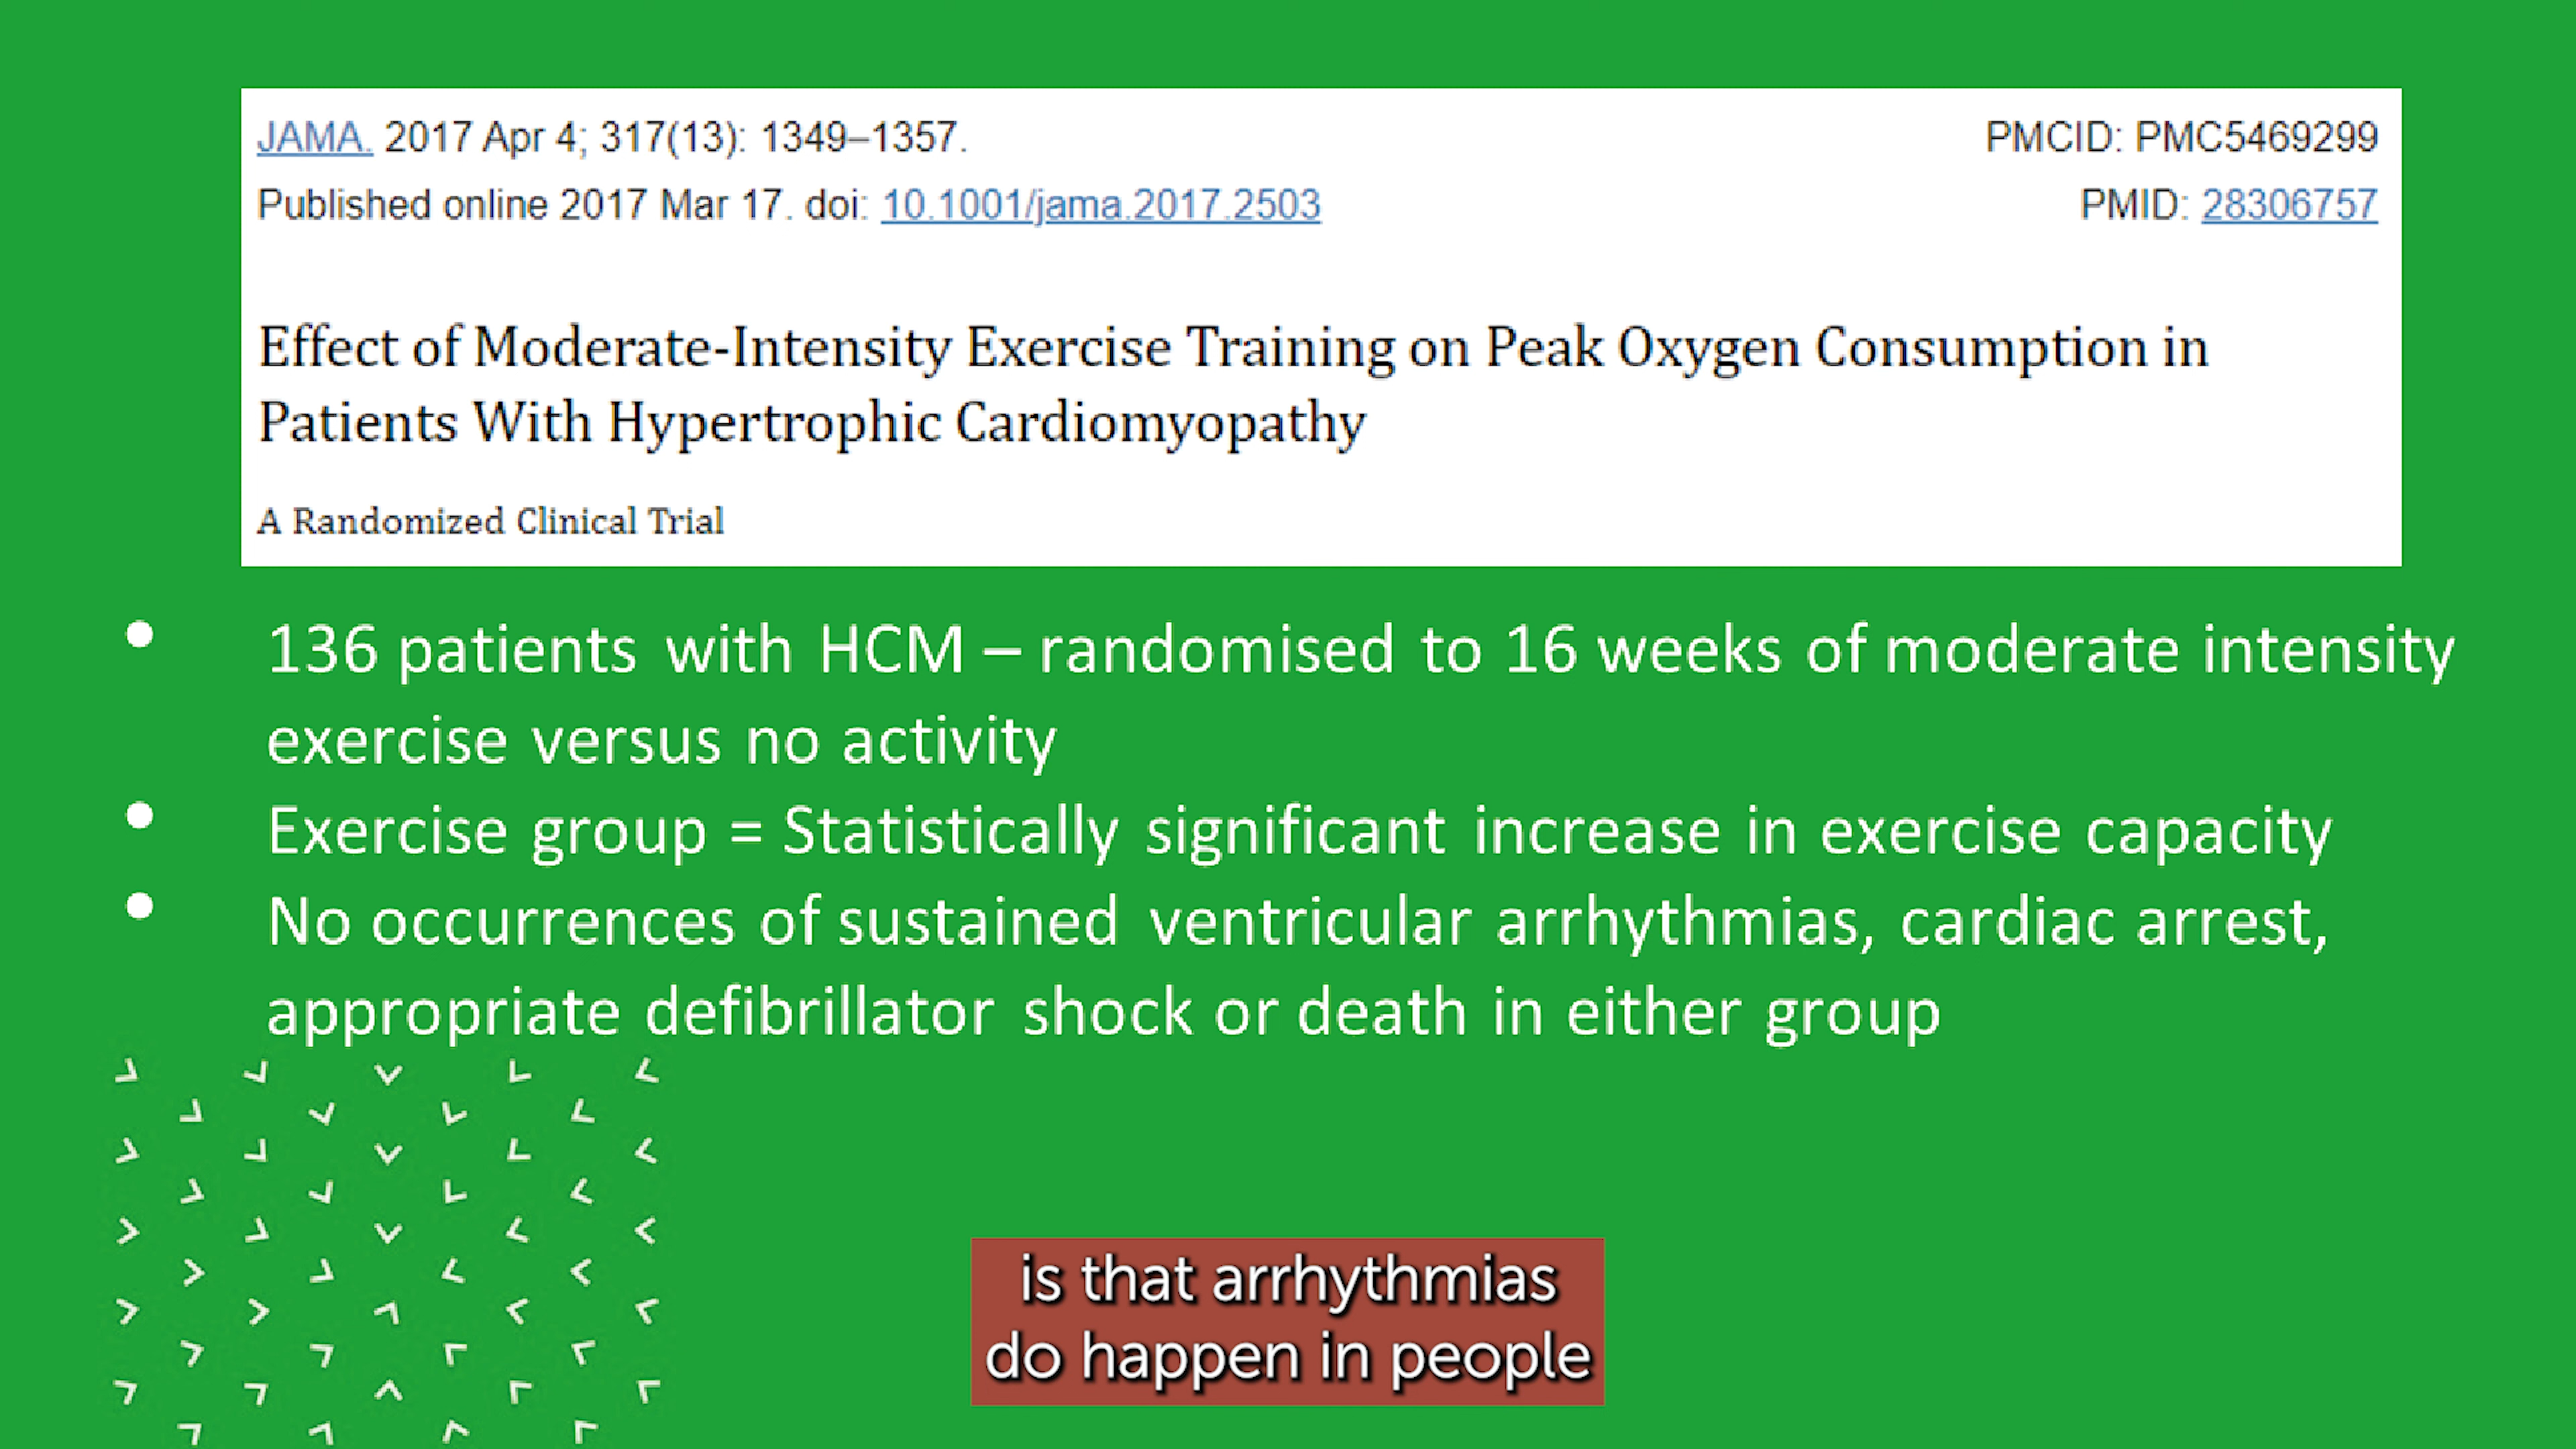 JAMA. 2017 Apr 4; 317(13): 1349–1357.
PMCID: PMC5469299
Published online 2017 Mar 17. doi: 10.1001/jama.2017.2503
PMID: 28306757
Effect of Moderate-Intensity Exercise Training on Peak Oxygen Consumption in
Patients With Hypertrophic Cardiomyopathy
A Randomized Clinical Trial
• 136 patients with HCM – randomised to 16 weeks of moderate intensity
exercise versus no activity
• Exercise group = Statistically significant increase in exercise capacity
• No occurrences of sustained ventricular arrhythmias, cardiac arrest,
appropriate defibrillator shock or death in either group
is that arrhythmias
do happen in people